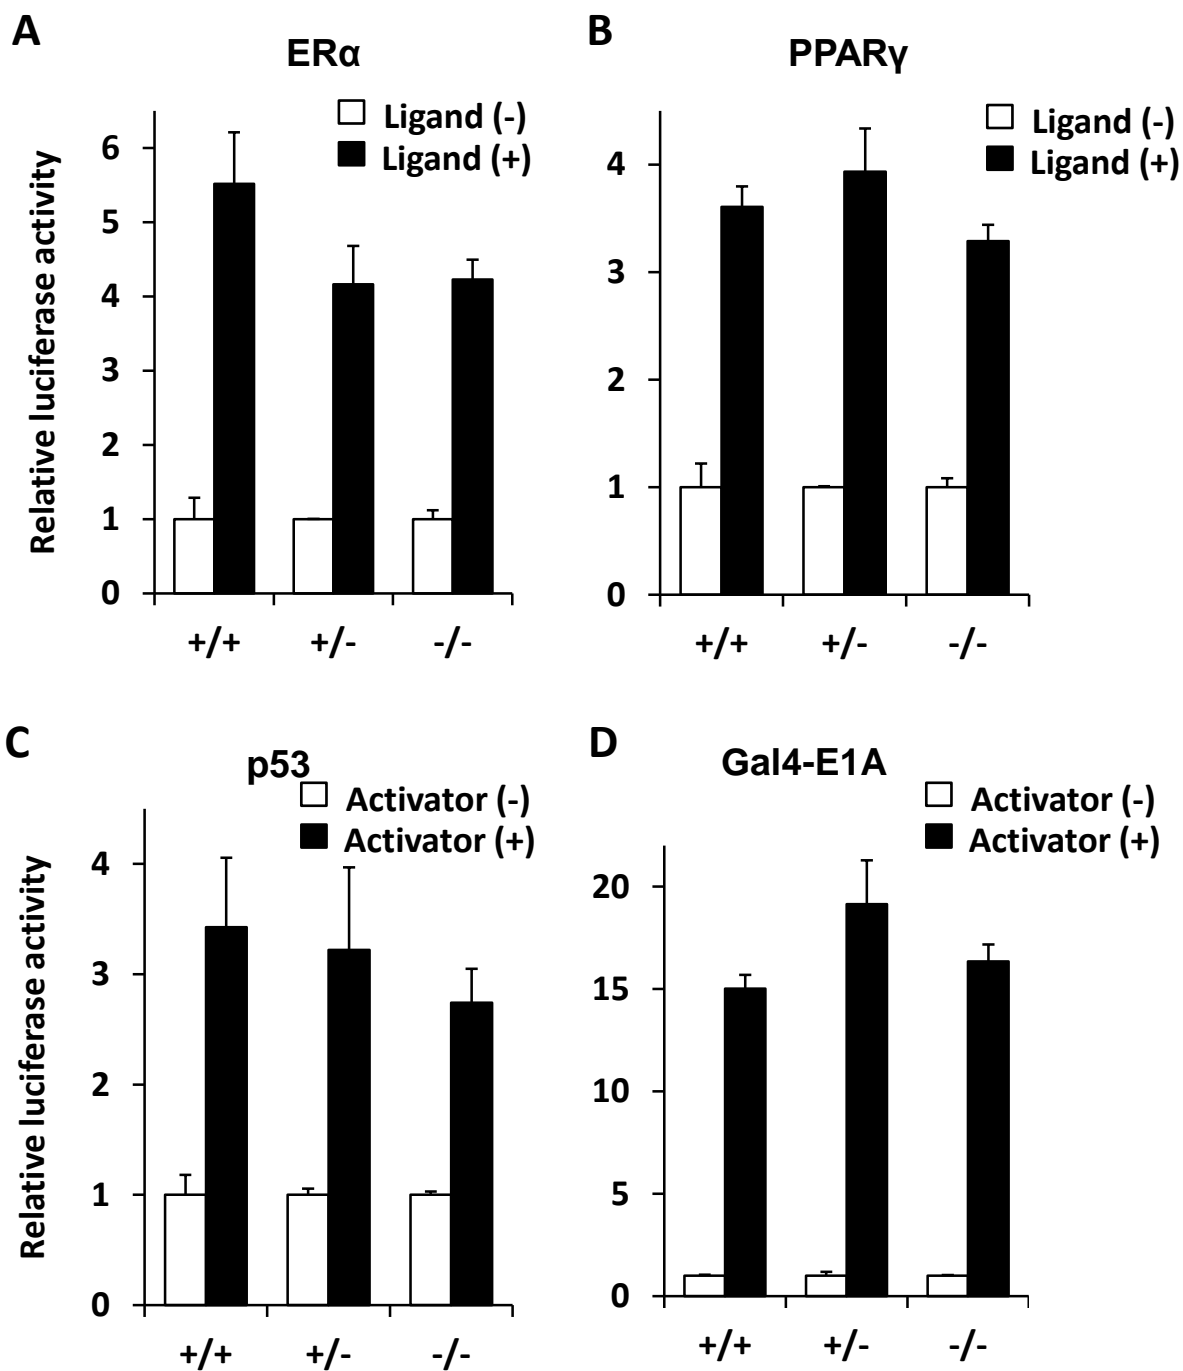 A
ERα
Ligand (-)
Ligand (+)
Relative luciferase activity
6
5
4
3
2
1
0
+/+ +/- -/-
B
PPARγ
Ligand (-)
Ligand (+)
4
3
2
1
0
+/+ +/- -/-
C
p53
Activator (-)
Activator (+)
Relative luciferase activity
4
3
2
1
0
+/+ +/- -/-
D
Gal4-E1A
Activator (-)
Activator (+)
20
15
10
5
0
+/+ +/- -/-